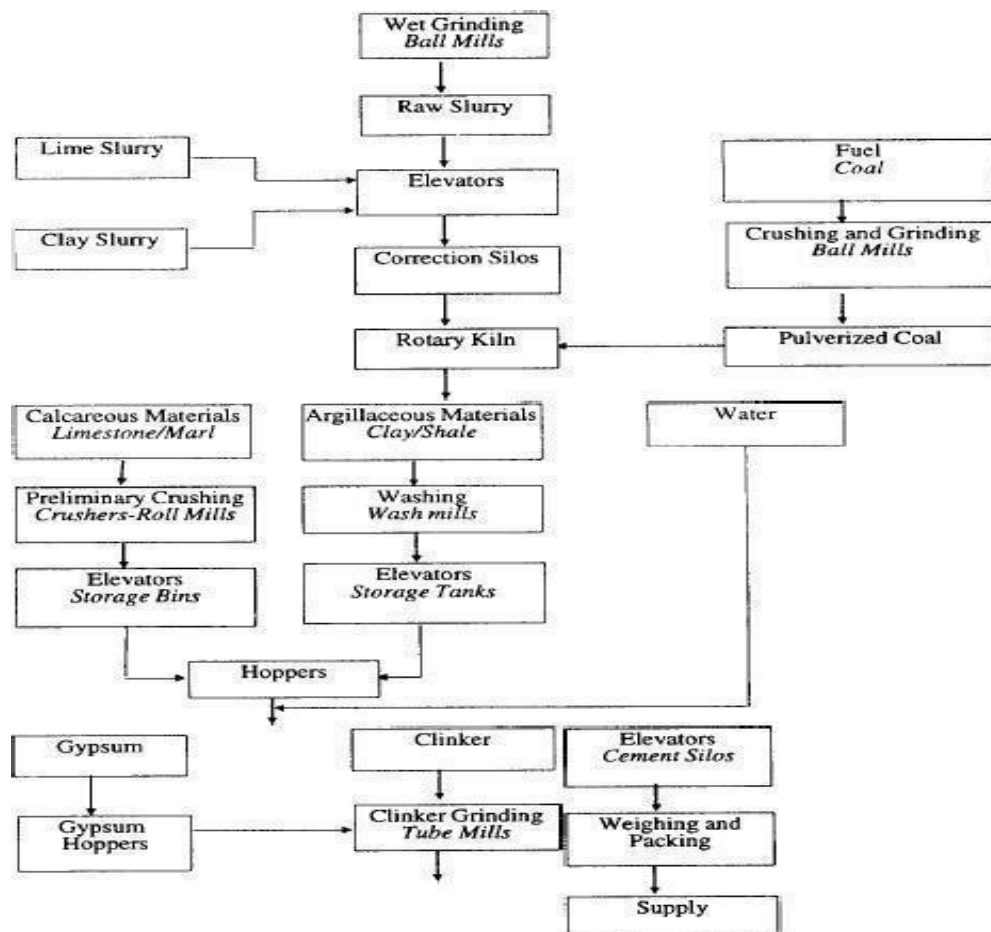 Wet Grinding
Ball Mills
Raw Slurry
Lime Slurry
Elevators
Clay Slurry
Correction Silos
Rotary Kiln
Fuel
Coal
Crushing and Grinding
Ball Mills
Pulverized Coal
Calcareous Materials
Limestone/Marl
Argillaceous Materials
Clay/Shale
Water
Preliminary Crushing
Crushers-Roll Mills
Washing
Wash mills
Elevators
Storage Bins
Elevators
Storage Tanks
Hoppers
Gypsum
Clinker
Elevators
Cement Silos
Gypsum
Hoppers
Clinker Grinding
Tube Mills
Weighing and
Packing
Supply